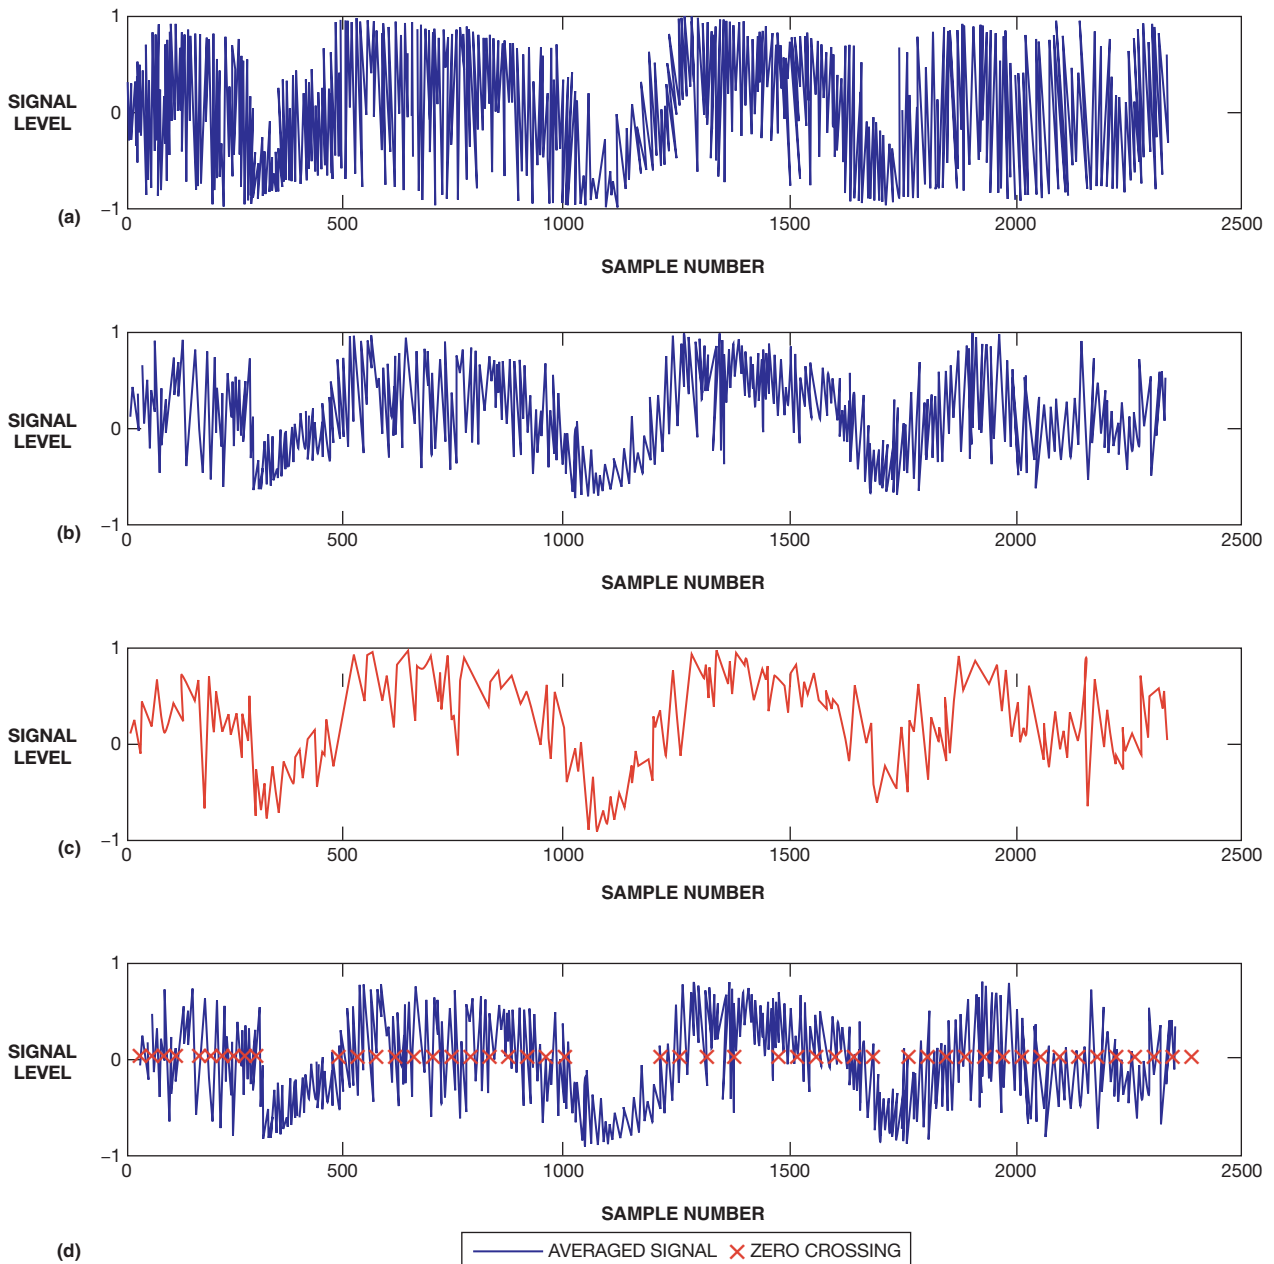 1
SIGNAL
LEVEL
0
−1
(a)
0 500 1000 1500 2000 2500
SAMPLE NUMBER
1
SIGNAL
LEVEL
0
−1
(b)
0 500 1000 1500 2000 2500
SAMPLE NUMBER
1
SIGNAL
LEVEL
0
−1
(c)
0 500 1000 1500 2000 2500
SAMPLE NUMBER
1
SIGNAL
LEVEL
0
−1
0 500 1000 1500 2000 2500
SAMPLE NUMBER
(d)
AVERAGED SIGNAL ZERO CROSSING